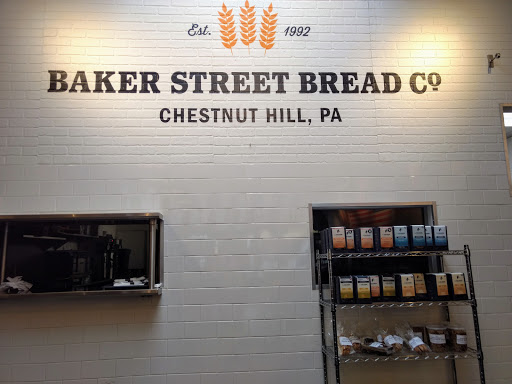 Est. 1992
BAKER STREET BREAD Co
CHESTNUT HILL, PA